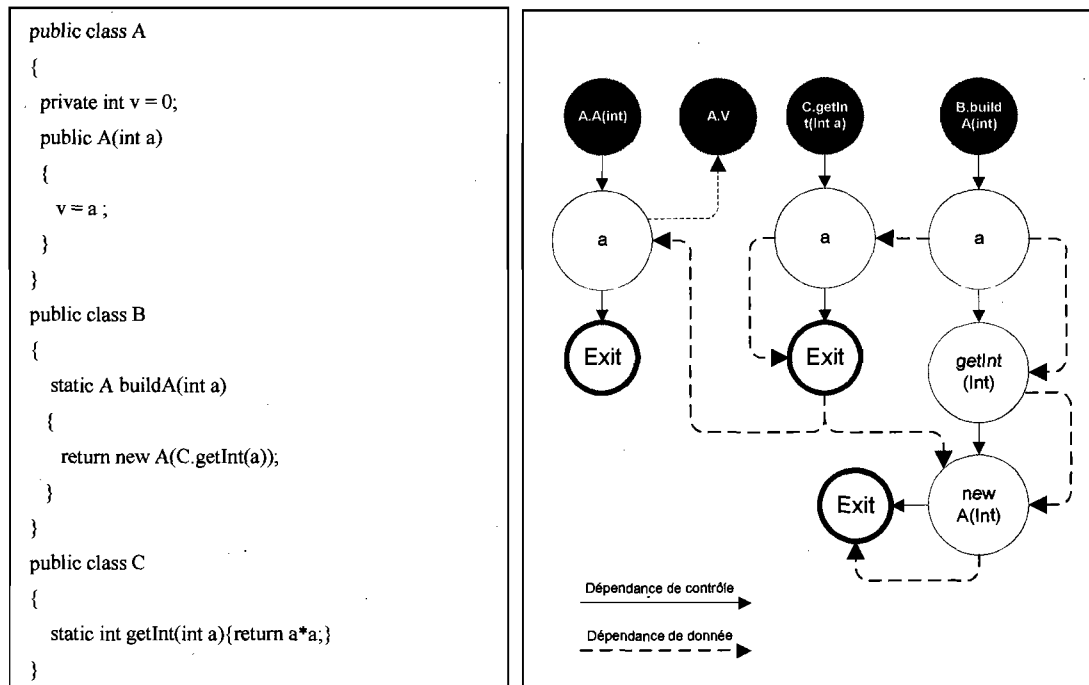 public class A
{
private int v = 0;
public A(int a)
{
v = a ;
}
}
public class B
{
static A buildA(int a)
{
return new A(C.getInt(a));
}
}
public class C
{
static int getInt(int a){return a*a;}
}
A.A(int)
A.V
C.getIn
t(Int a)
B.build
A(int)
a
a
a
Exit
Exit
getInt
(Int)
Exit
new
A(Int)
Dépendance de contrôle
Dépendance de donnée